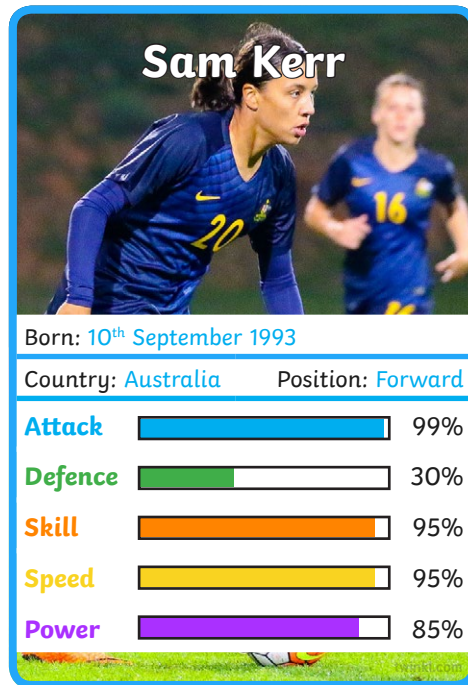 Sam Kerr
20
16
Born: 10th September 1993
Country: Australia Position: Forward
Attack 99%
Defence 30%
Skill 95%
Speed 95%
Power 85%
twinkl.com